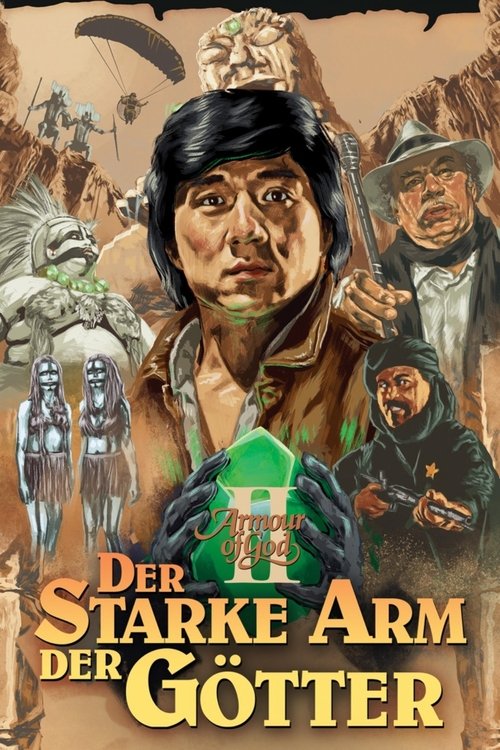 Armour
of God
II
DER
STARKE ARM
DER GÖTTER